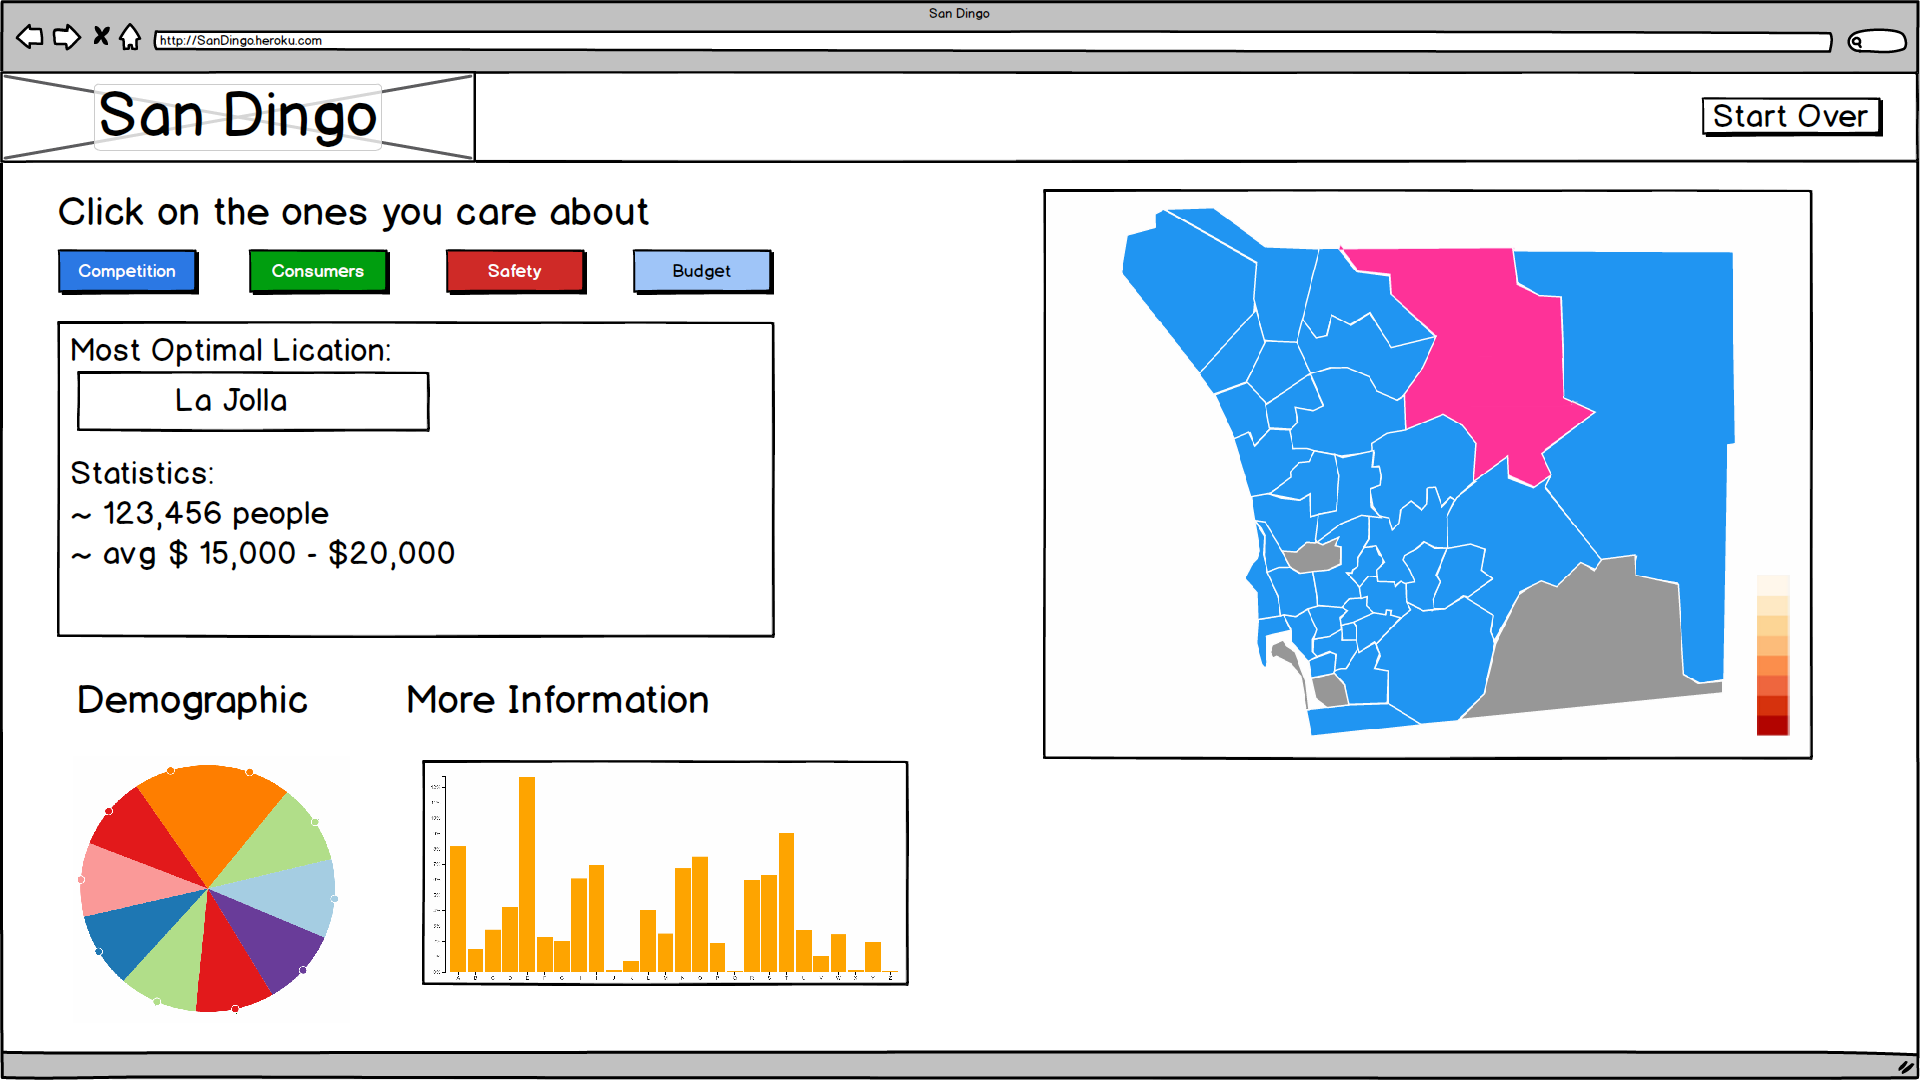 San Dingo
http://SanDingo.heroku.com
San Dingo
Start Over
Click on the ones you care about
Competition
Consumers
Safety
Budget
Most Optimal Lication:
La Jolla
Statistics:
~ 123,456 people
~ avg $ 15,000 - $20,000
Demographic
More Information